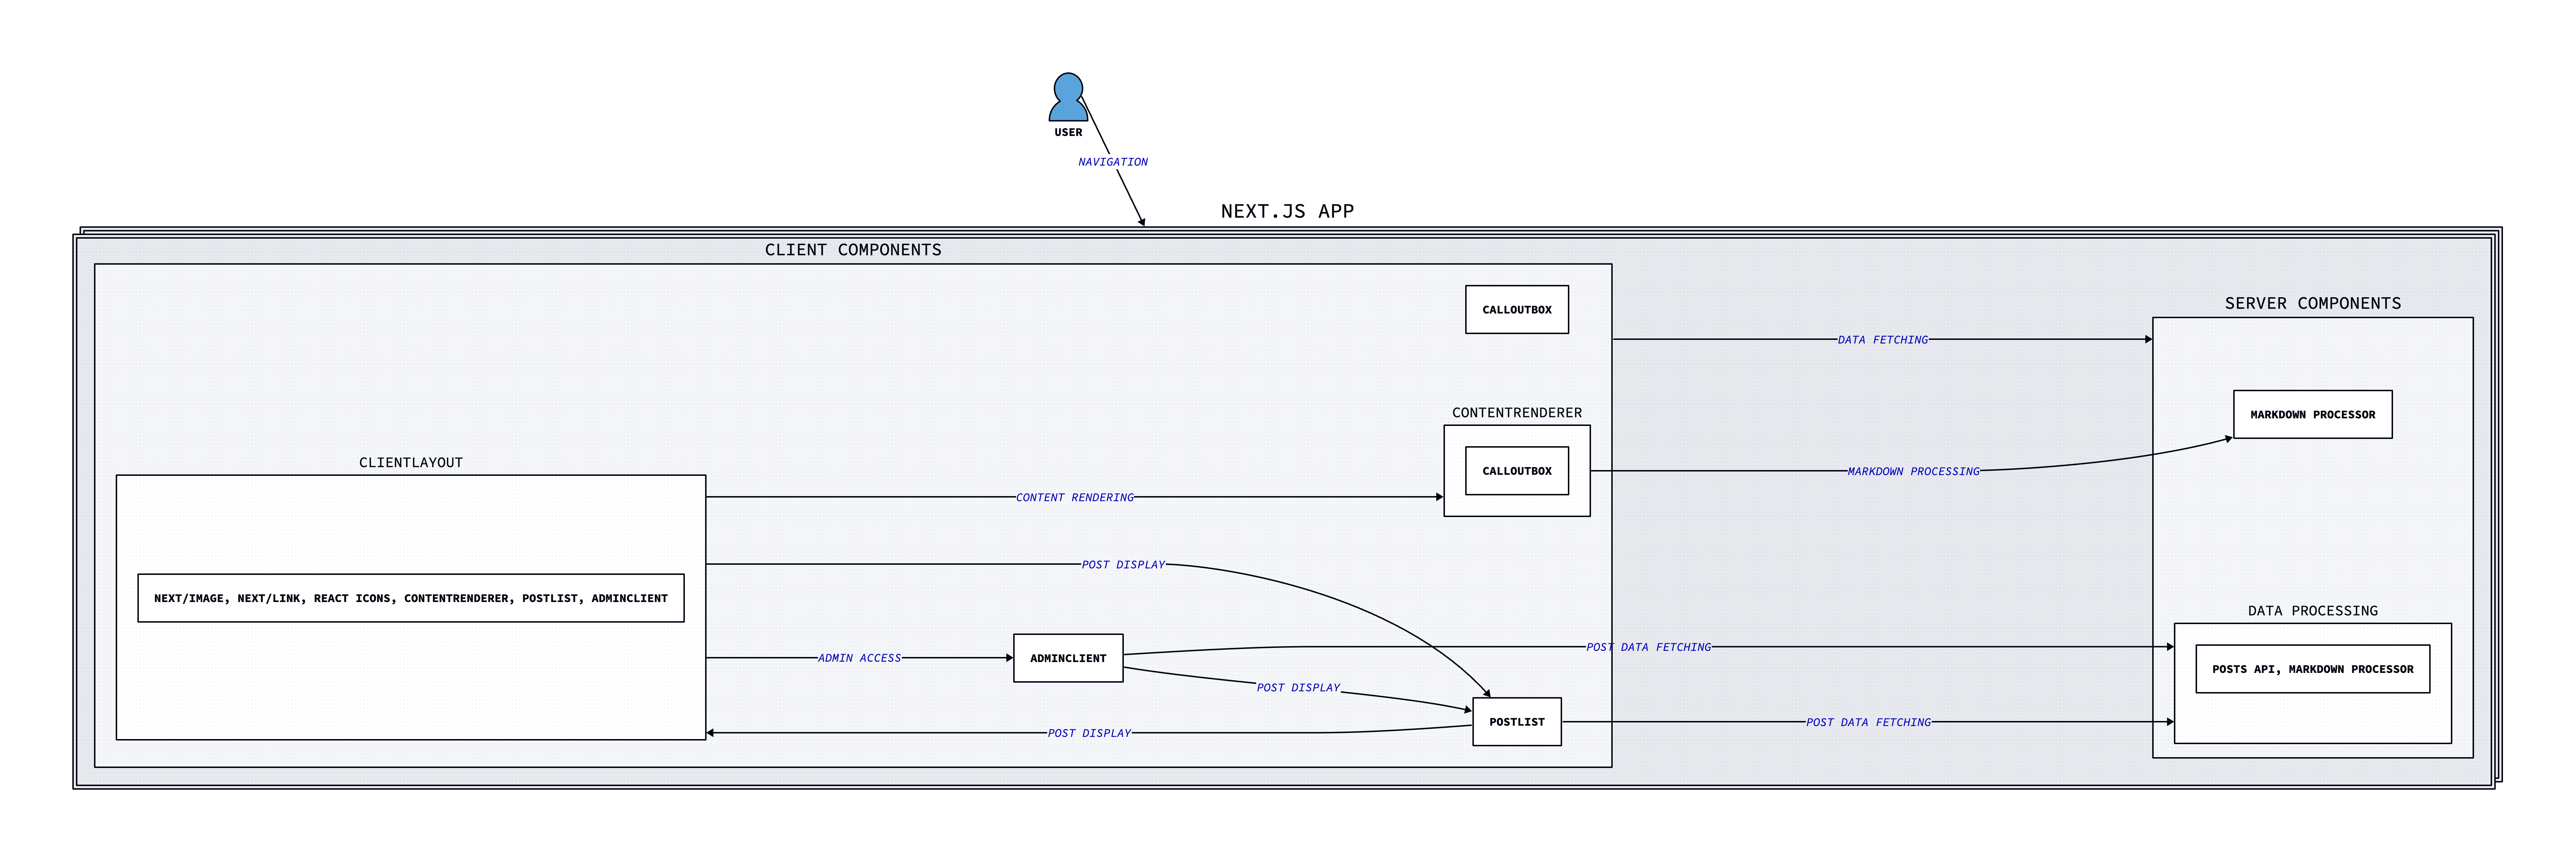 USER
NAVIGATION
NEXT.JS APP
CLIENT COMPONENTS
CALLOUTBOX
SERVER COMPONENTS
DATA FETCHING
MARKDOWN PROCESSOR
CONTENTRENDERER
CALLOUTBOX
MARKDOWN PROCESSING
CLIENTLAYOUT
CONTENT RENDERING
POST DISPLAY
NEXT/IMAGE, NEXT/LINK, REACT ICONS, CONTENTRENDERER, POSTLIST, ADMINCLIENT
DATA PROCESSING
ADMIN ACCESS
ADMINCLIENT
POST DATA FETCHING
POSTS API, MARKDOWN PROCESSOR
POST DISPLAY
POSTLIST
POST DATA FETCHING
POST DISPLAY